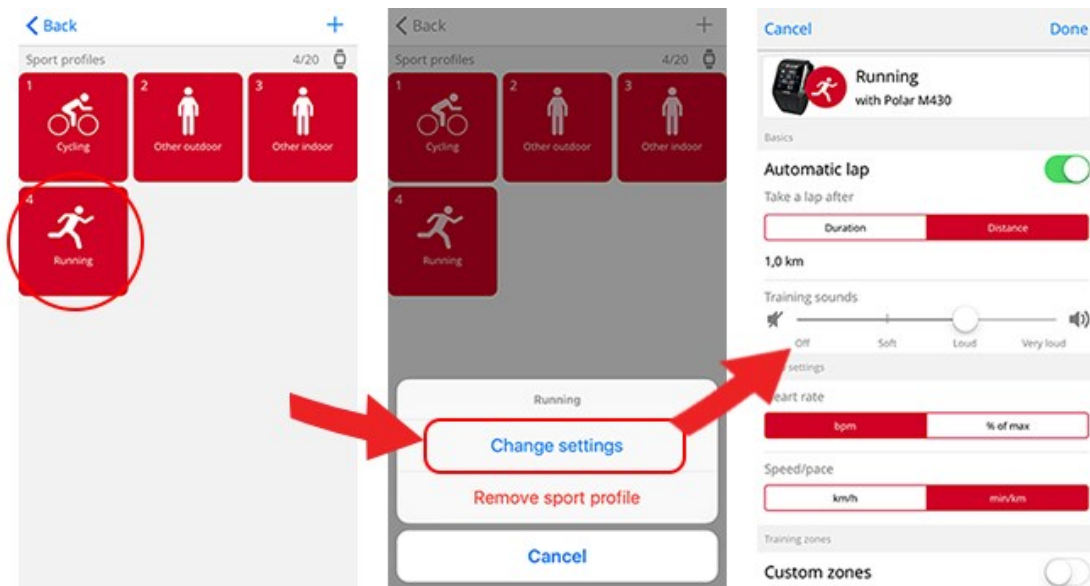 Back +
Sport profiles 4/20
1 2 3
Cycling Other outdoor Other indoor
4
Running
Back +
Sport profiles 4/20
1 2 3
Cycling Other outdoor Other indoor
4
Running
Running
Change settings
Remove sport profile
Cancel
Cancel Done
Running
with Polar M430
Basics
Automatic lap
Take a lap after
Duration Distance
1,0 km
Training sounds
Off Soft Loud Very loud
settings
eart rate
bpm % of max
Speed/pace
km/h min/km
Training zones
Custom zones